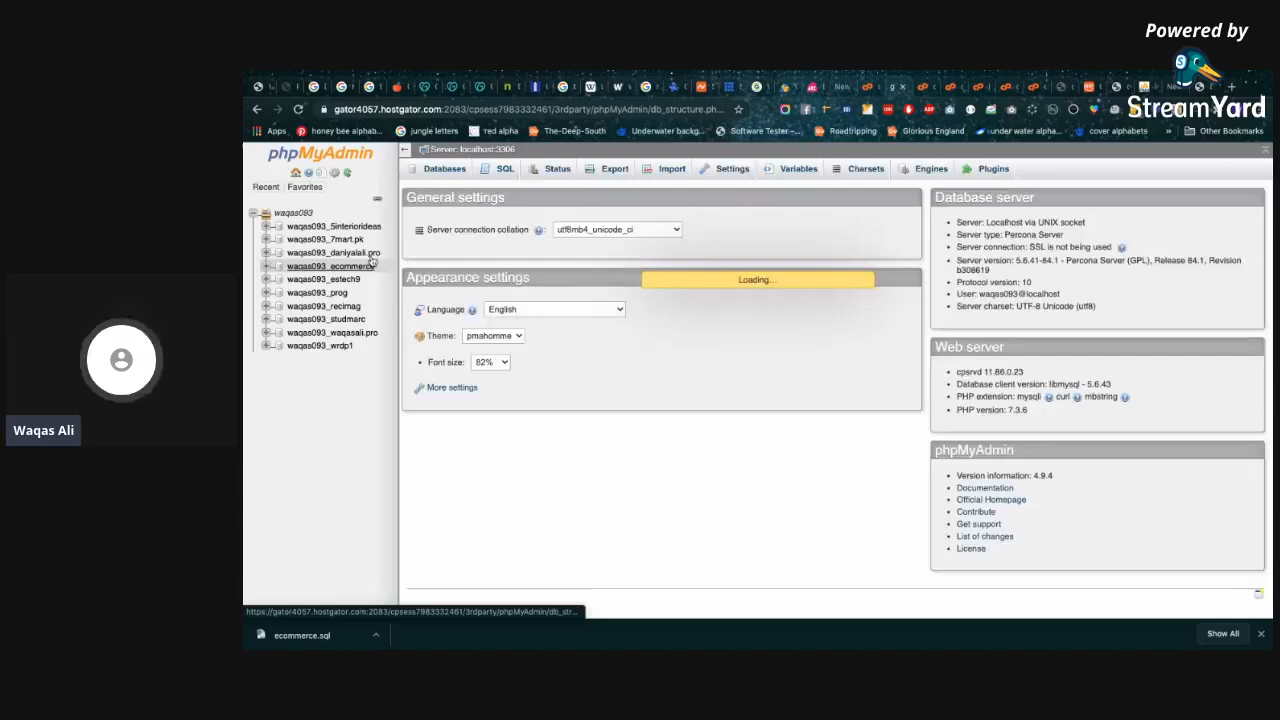 Powered by
StreamYard
gator4057.hostgator.com:2083/cpsess7983332461/3rdparty/phpMyAdmin/db_structure.ph...
Apps
honey bee alphab...
jungle letters
red alpha
The-Deep-South
Underwater backg...
Software Tester –...
Roadtripping
Glorious England
under water alpha...
cover alphabets
»
Other Bookmarks
phpMyAdmin
Recent
Favorites
waqas093
waqas093_5interiorideas
waqas093_7mart.pk
waqas093_daniyalali.pro
waqas093_ecommerce
waqas093_estech9
waqas093_prog
waqas093_recimag
waqas093_studmarc
waqas093_waqasali.pro
waqas093_wrdp1
Server: localhost:3306
Databases
SQL
Status
Export
Import
Settings
Variables
Charsets
Engines
Plugins
General settings
Server connection collation : utf8mb4_unicode_ci
Appearance settings
Loading...
Language English
Theme: pmahomme
• Font size: 82%
More settings
Database server
• Server: Localhost via UNIX socket
• Server type: Percona Server
• Server connection: SSL is not being used
• Server version: 5.6.41-84.1 - Percona Server (GPL), Release 84.1, Revision
b308619
• Protocol version: 10
• User: waqas093@localhost
• Server charset: UTF-8 Unicode (utf8)
Web server
• cpsrvd 11.86.0.23
• Database client version: libmysql - 5.6.43
• PHP extension: mysqli curl mbstring
• PHP version: 7.3.6
phpMyAdmin
• Version information: 4.9.4
• Documentation
• Official Homepage
• Contribute
• Get support
• List of changes
• License
Waqas Ali
https://gator4057.hostgator.com:2083/cpsess7983332461/3rdparty/phpMyAdmin/db_str...
ecommerce.sql
Show All